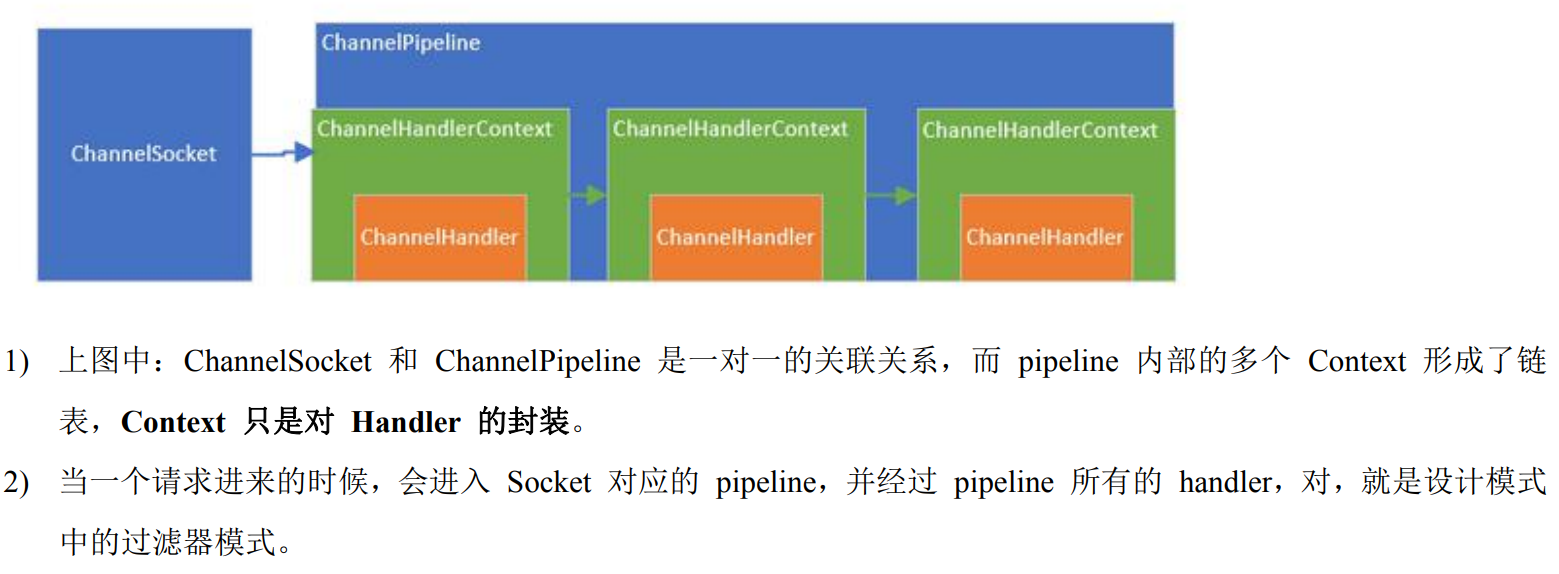 ChannelPipeline
ChannelSocket
ChannelHandlerContext
ChannelHandlerContext
ChannelHandlerContext
ChannelHandler
ChannelHandler
ChannelHandler
1) 上图中：ChannelSocket 和 ChannelPipeline 是一对一的关联关系，而 pipeline 内部的多个 Context 形成了链
表，Context 只是对 Handler 的封装。
2) 当一个请求进来的时候，会进入 Socket 对应的 pipeline，并经过 pipeline 所有的 handler，对，就是设计模式
中的过滤器模式。